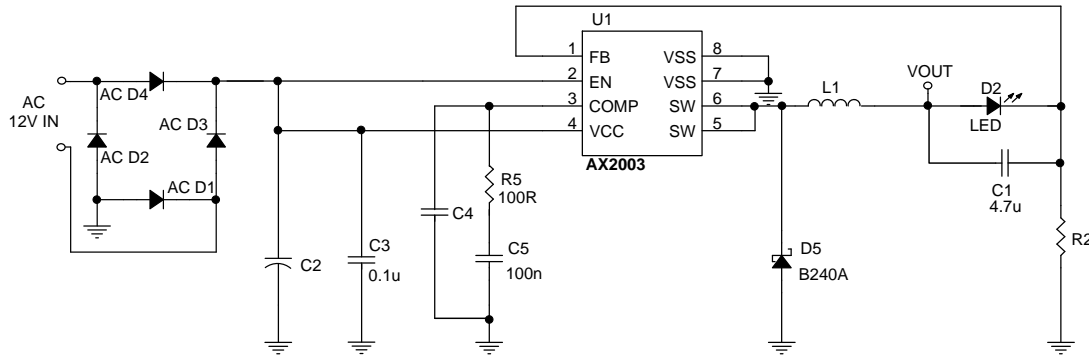 U1
1 FB VSS 8
2 EN VSS 7
3 COMP SW 6
4 VCC SW 5
AX2003
AC
12V IN
AC D4
AC D3
AC D2
AC D1
C2
C3
0.1u
C4
R5
100R
C5
100n
L1
VOUT
D2
LED
C1
4.7u
D5
B240A
R2